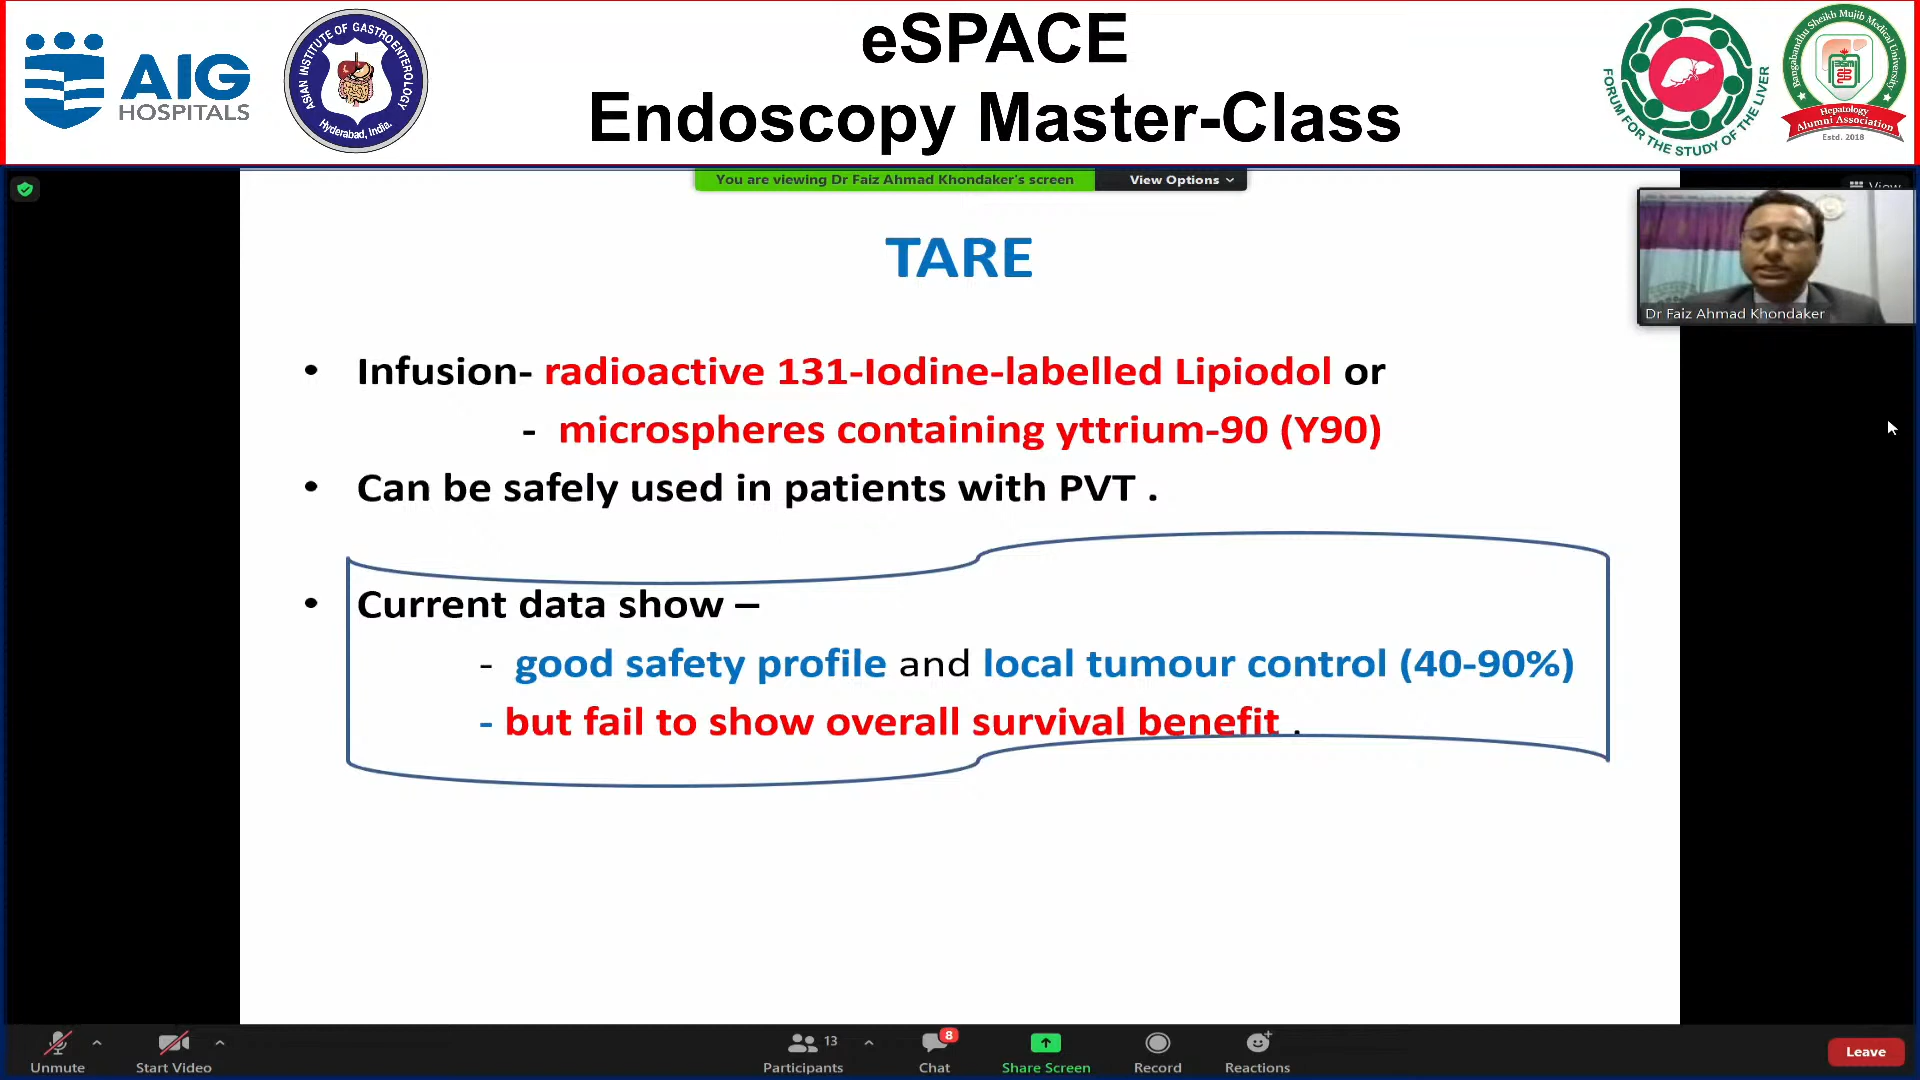 AIG
HOSPITALS
ASIAN INSTITUTE OF GASTROENTEROLOGY
Hyderabad, India.
eSPACE
Endoscopy Master-Class
FORUM FOR THE STUDY OF THE LIVER
Bangabandhu Sheikh Mujib Medical University
Hepatology
Alumni Association
Estd. 2018
You are viewing Dr Faiz Ahmad Khondaker's screen
View Options
View
Dr Faiz Ahmad Khondaker
TARE
• Infusion- radioactive 131-Iodine-labelled Lipiodol or
- microspheres containing yttrium-90 (Y90)
• Can be safely used in patients with PVT .
• Current data show –
- good safety profile and local tumour control (40-90%)
- but fail to show overall survival benefit .
Unmute
Start Video
13
Participants
8
Chat
Share Screen
Record
Reactions
Leave